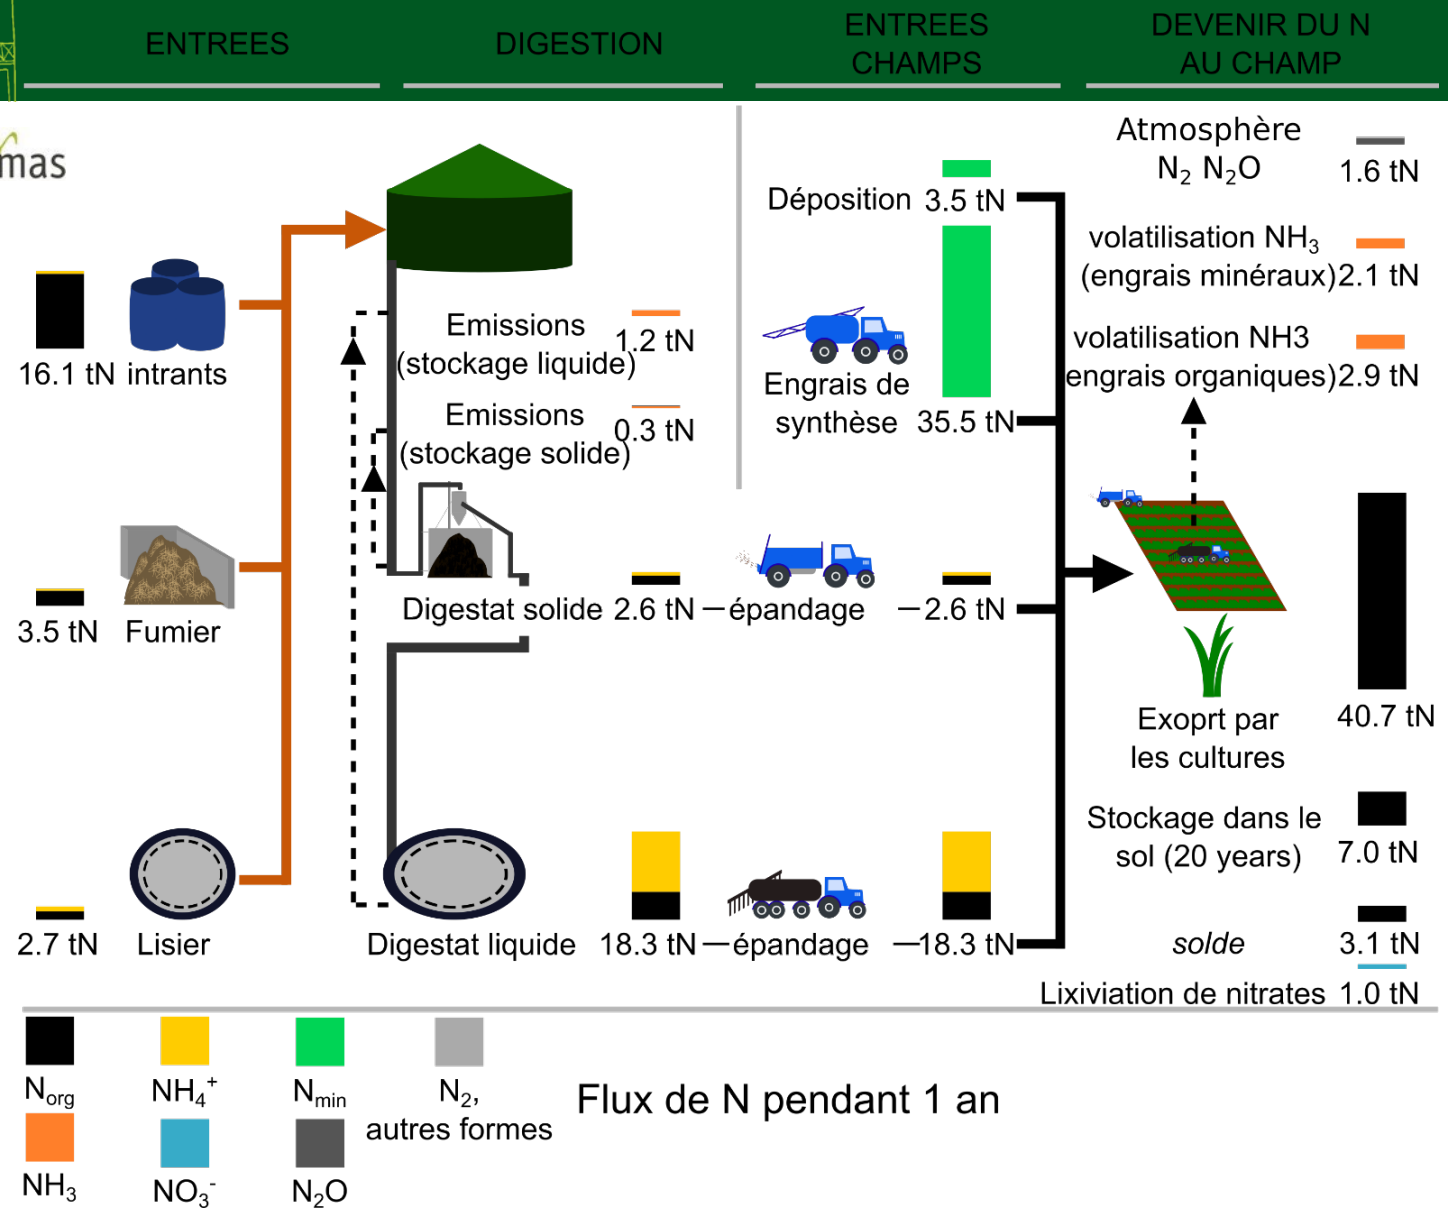 ENTREES
DIGESTION
ENTREES
CHAMPS
DEVENIR DU N
AU CHAMP
mas
16.1 tN intrants
3.5 tN Fumier
2.7 tN Lisier
Emissions
(stockage liquide)
1.2 tN
Emissions
(stockage solide)
0.3 tN
Digestat solide 2.6 tN – épandage – 2.6 tN
Digestat liquide 18.3 tN – épandage – 18.3 tN
Déposition 3.5 tN
Engrais de
synthèse 35.5 tN
Atmosphère
N₂ N₂O 1.6 tN
volatilisation NH₃
(engrais minéraux) 2.1 tN
volatilisation NH3
engrais organiques) 2.9 tN
Exoprt par
les cultures
40.7 tN
Stockage dans le
sol (20 years) 7.0 tN
solde 3.1 tN
Lixiviation de nitrates 1.0 tN
N_org NH₄⁺ N_min N₂,
autres formes
NH₃ NO₃⁻ N₂O
Flux de N pendant 1 an